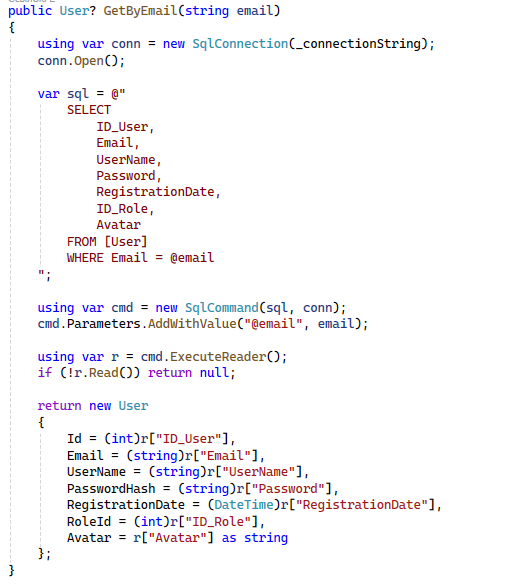 public User? GetByEmail(string email)
{
    using var conn = new SqlConnection(_connectionString);
    conn.Open();

    var sql = @"
        SELECT
            ID_User,
            Email,
            UserName,
            Password,
            RegistrationDate,
            ID_Role,
            Avatar
        FROM [User]
        WHERE Email = @email
    ";

    using var cmd = new SqlCommand(sql, conn);
    cmd.Parameters.AddWithValue("@email", email);

    using var r = cmd.ExecuteReader();
    if (!r.Read()) return null;

    return new User
    {
        Id = (int)r["ID_User"],
        Email = (string)r["Email"],
        UserName = (string)r["UserName"],
        PasswordHash = (string)r["Password"],
        RegistrationDate = (DateTime)r["RegistrationDate"],
        RoleId = (int)r["ID_Role"],
        Avatar = r["Avatar"] as string
    };
}